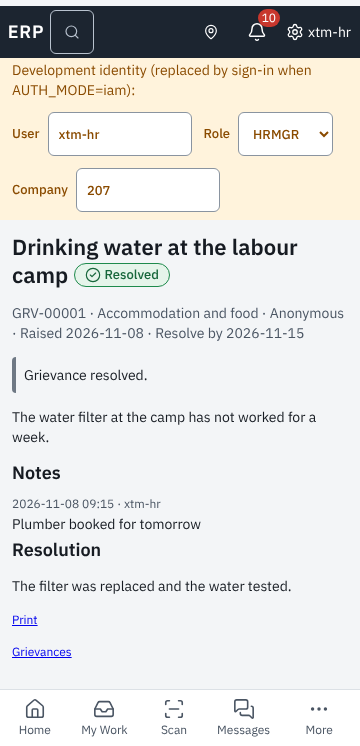 ERP
10
xtm-hr
Development identity (replaced by sign-in when
AUTH_MODE=iam):
User xtm-hr Role HRMGR
Company 207
Drinking water at the labour
camp Resolved
GRV-00001 · Accommodation and food · Anonymous
· Raised 2026-11-08 · Resolve by 2026-11-15
Grievance resolved.
The water filter at the camp has not worked for a
week.
Notes
2026-11-08 09:15 · xtm-hr
Plumber booked for tomorrow
Resolution
The filter was replaced and the water tested.
Print
Grievances
Home My Work Scan Messages More